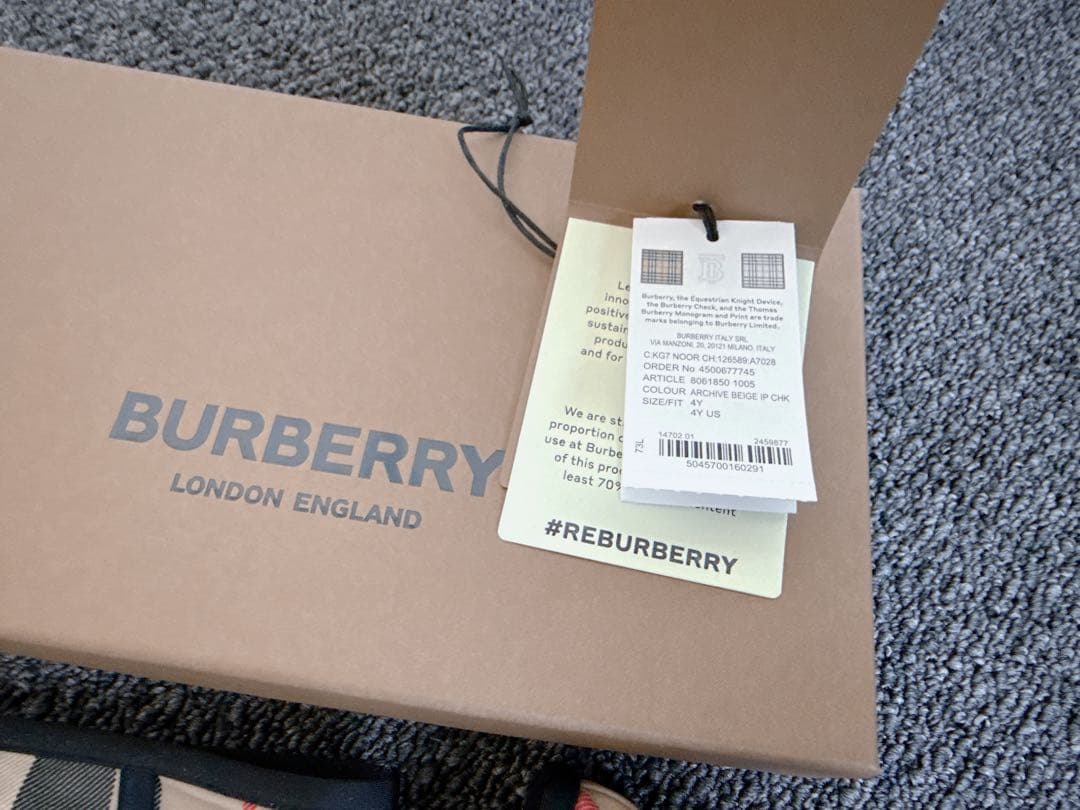 BURBERRY
LONDON ENGLAND
Le
inno
positive
sustain
produ
and for
We are st
proportion o
use at Burbe
of this pro
least 70%
ontent
#REBURBERRY
TB
Burberry, the Equestrian Knight Device,
the Burberry Check, and the Thomas
Burberry Monogram and Print are trade
marks belonging to Burberry Limited.
BURBERRY ITALY SRL
VIA MANZONI, 20, 20121 MILANO, ITALY
C:KG7 NOOR CH:126589:A7028
ORDER No 4500677745
ARTICLE 8061850 1005
COLOUR ARCHIVE BEIGE IP CHK
SIZE/FIT 4Y
4Y US
73L
14702 01 2459877
5045700160291